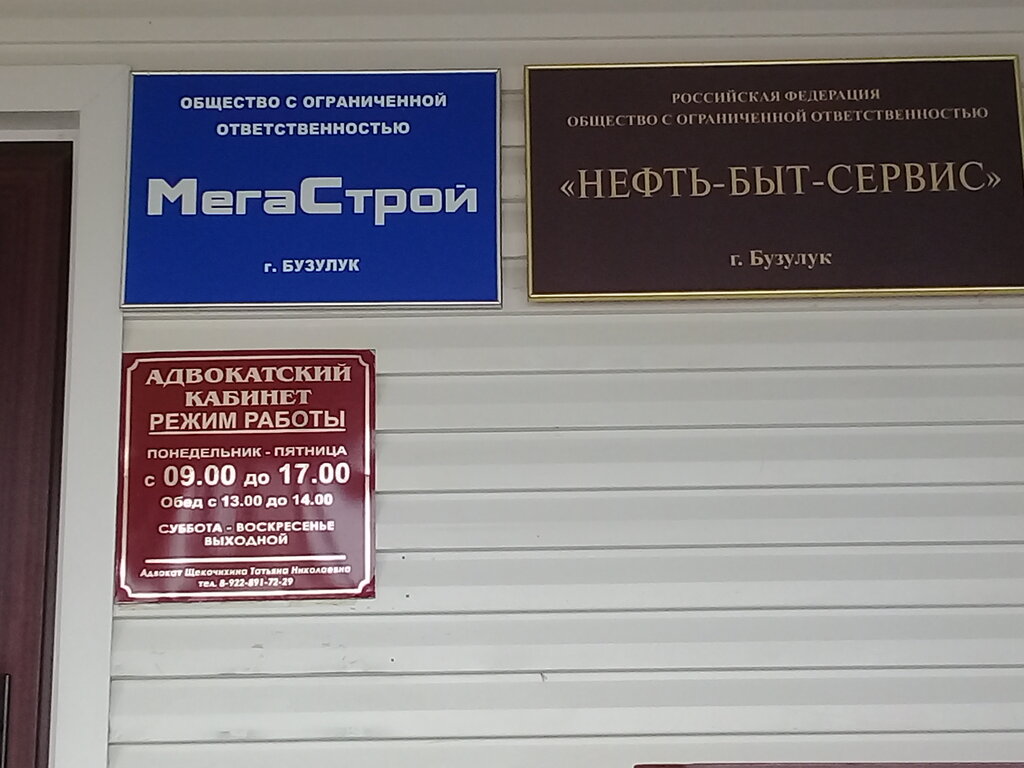 ОБЩЕСТВО С ОГРАНИЧЕННОЙ
ОТВЕТСТВЕННОСТЬЮ
МегаСтрой
г. БУЗУЛУК
РОССИЙСКАЯ ФЕДЕРАЦИЯ
ОБЩЕСТВО С ОГРАНИЧЕННОЙ ОТВЕТСТВЕННОСТЬЮ
«НЕФТЬ-БЫТ-СЕРВИС»
г. Бузулук
АДВОКАТСКИЙ
КАБИНЕТ
РЕЖИМ РАБОТЫ
ПОНЕДЕЛЬНИК - ПЯТНИЦА
с 09.00 до 17.00
Обед с 13.00 до 14.00
СУББОТА - ВОСКРЕСЕНЬЕ
ВЫХОДНОЙ
Адвокат Щекочихина Татьяна Николаевна
тел. 8-922-891-72-29